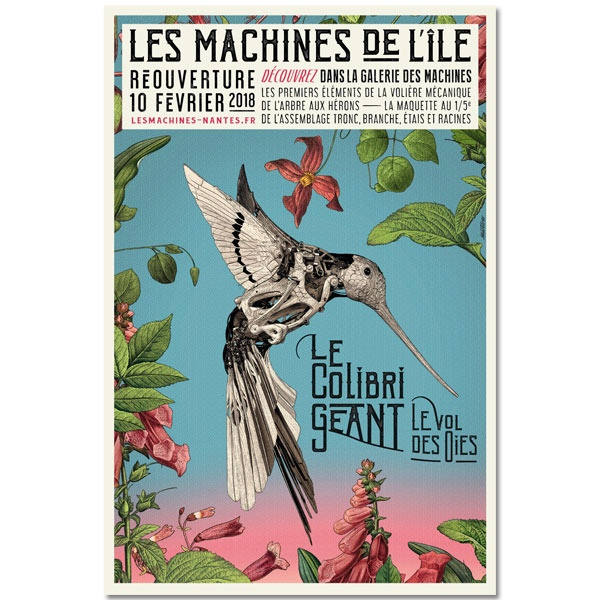 LES MACHINES DE L'ÎLE
RÉOUVERTURE
10 FÉVRIER 2018
LESMACHINES-NANTES.FR
DÉCOUVREZ DANS LA GALERIE DES MACHINES
LES PREMIERS ÉLÉMENTS DE LA VOLIÈRE MÉCANIQUE
DE L'ARBRE AUX HÉRONS — LA MAQUETTE AU 1/5e
DE L'ASSEMBLAGE TRONC, BRANCHE, ÉTAIS ET RACINES
LE
COLIBRI
GÉANT
LE VOL
DES OIES